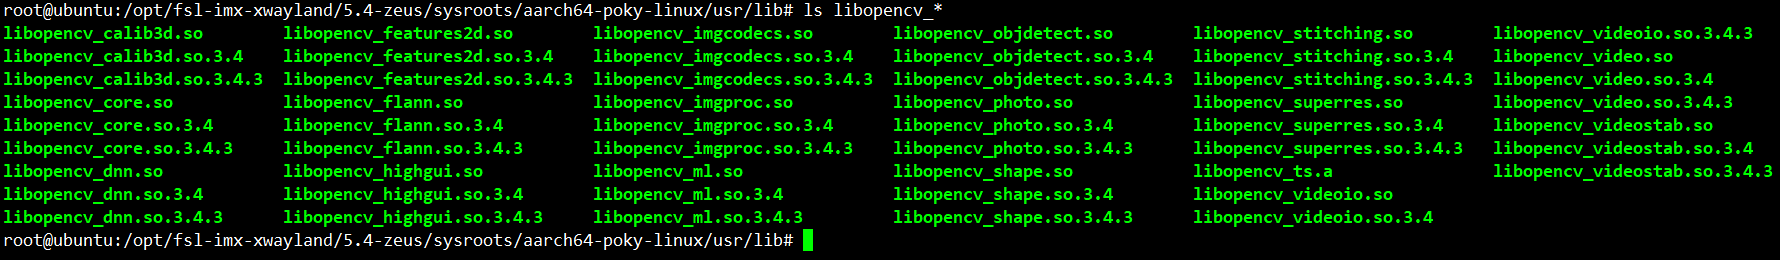 root@ubuntu:/opt/fsl-imx-xwayland/5.4-zeus/sysroots/aarch64-poky-linux/usr/lib# ls libopencv_*
libopencv_calib3d.so libopencv_features2d.so libopencv_imgcodecs.so libopencv_objdetect.so libopencv_stitching.so libopencv_videoio.so.3.4.3
libopencv_calib3d.so.3.4 libopencv_features2d.so.3.4 libopencv_imgcodecs.so.3.4 libopencv_objdetect.so.3.4 libopencv_stitching.so.3.4 libopencv_video.so
libopencv_calib3d.so.3.4.3 libopencv_features2d.so.3.4.3 libopencv_imgcodecs.so.3.4.3 libopencv_objdetect.so.3.4.3 libopencv_stitching.so.3.4.3 libopencv_video.so.3.4
libopencv_core.so libopencv_flann.so libopencv_imgproc.so libopencv_photo.so libopencv_superres.so libopencv_video.so.3.4.3
libopencv_core.so.3.4 libopencv_flann.so.3.4 libopencv_imgproc.so.3.4 libopencv_photo.so.3.4 libopencv_superres.so.3.4 libopencv_videostab.so
libopencv_core.so.3.4.3 libopencv_flann.so.3.4.3 libopencv_imgproc.so.3.4.3 libopencv_photo.so.3.4.3 libopencv_superres.so.3.4.3 libopencv_videostab.so.3.4
libopencv_dnn.so libopencv_highgui.so libopencv_ml.so libopencv_shape.so libopencv_ts.a libopencv_videostab.so.3.4.3
libopencv_dnn.so.3.4 libopencv_highgui.so.3.4 libopencv_ml.so.3.4 libopencv_shape.so.3.4 libopencv_videoio.so
libopencv_dnn.so.3.4.3 libopencv_highgui.so.3.4.3 libopencv_ml.so.3.4.3 libopencv_shape.so.3.4.3 libopencv_videoio.so.3.4
root@ubuntu:/opt/fsl-imx-xwayland/5.4-zeus/sysroots/aarch64-poky-linux/usr/lib#